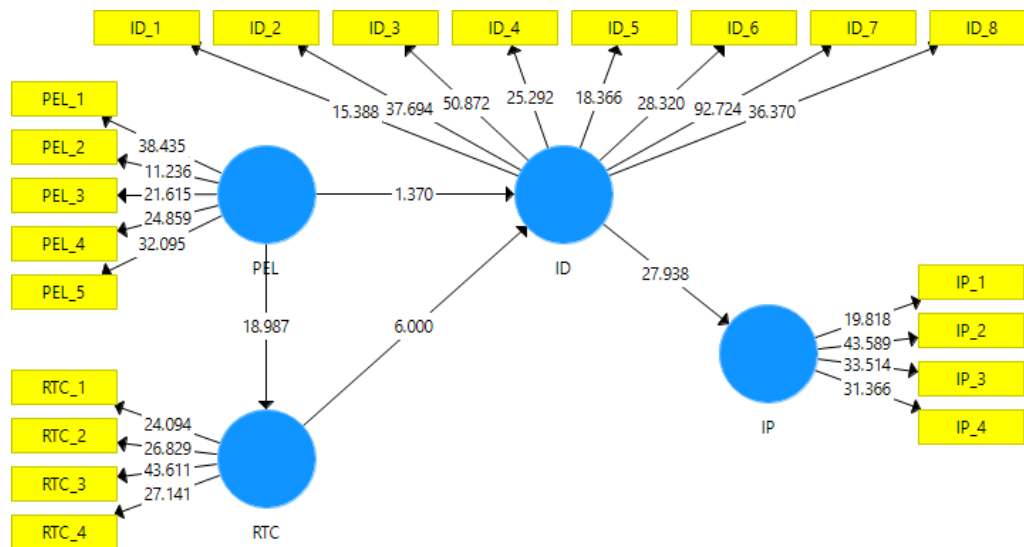 ID_1
ID_2
ID_3
ID_4
ID_5
ID_6
ID_7
ID_8
15.388
37.694
50.872
25.292
18.366
28.320
92.724
36.370
PEL_1
PEL_2
PEL_3
PEL_4
PEL_5
38.435
11.236
21.615
24.859
32.095
PEL
1.370
ID
18.987
6.000
27.938
IP_1
IP_2
IP_3
IP_4
19.818
43.589
33.514
31.366
IP
RTC_1
RTC_2
RTC_3
RTC_4
24.094
26.829
43.611
27.141
RTC